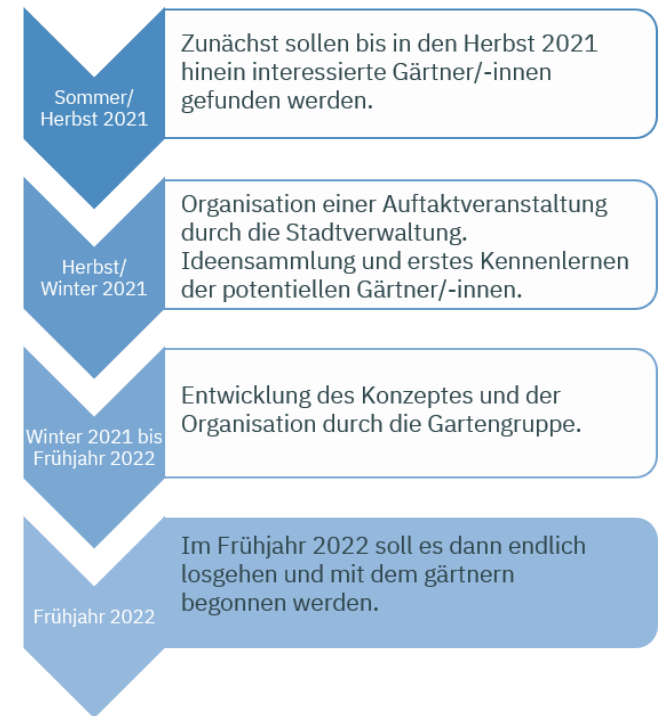 Sommer/
Herbst 2021
Zunächst sollen bis in den Herbst 2021
hinein interessierte Gärtner/-innen
gefunden werden.
Herbst/
Winter 2021
Organisation einer Auftaktveranstaltung
durch die Stadtverwaltung.
Ideensammlung und erstes Kennenlernen
der potentiellen Gärtner/-innen.
Winter 2021 bis
Frühjahr 2022
Entwicklung des Konzeptes und der
Organisation durch die Gartengruppe.
Frühjahr 2022
Im Frühjahr 2022 soll es dann endlich
losgehen und mit dem gärtnern
begonnen werden.